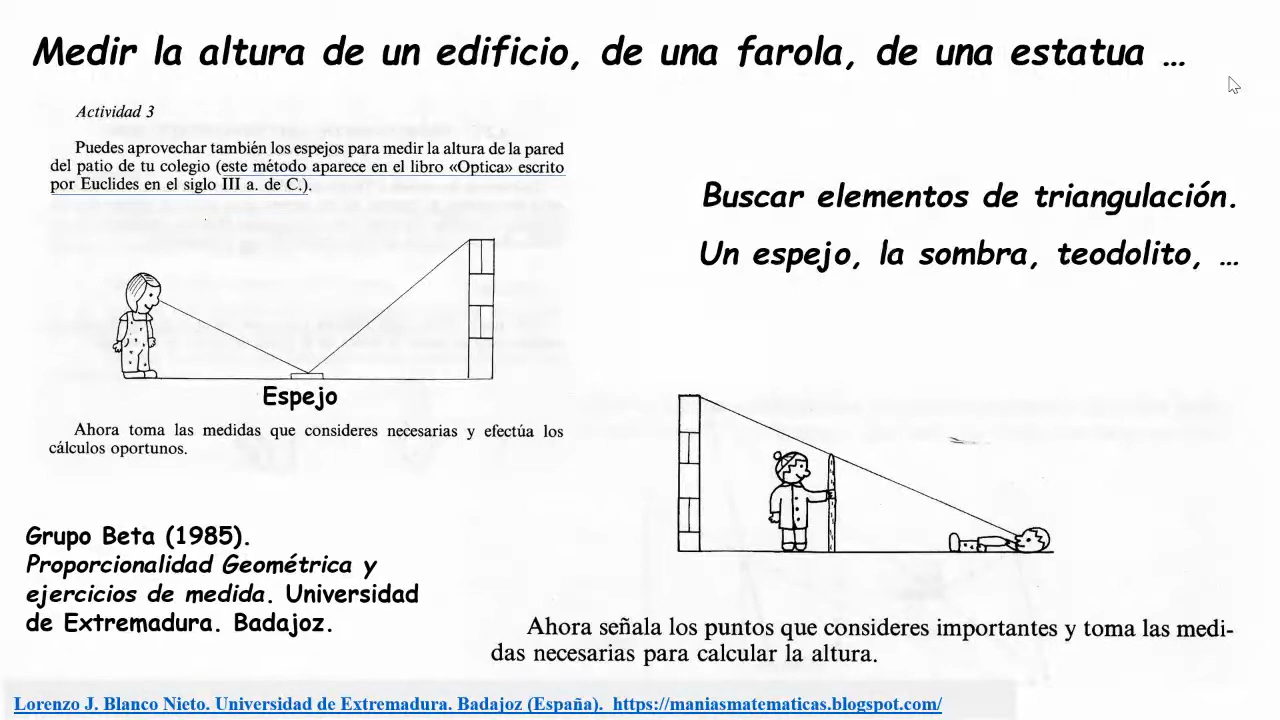 Medir la altura de un edificio, de una farola, de una estatua ...
Actividad 3
Puedes aprovechar también los espejos para medir la altura de la pared
del patio de tu colegio (este método aparece en el libro «Optica» escrito
por Euclides en el siglo III a. de C.).
Buscar elementos de triangulación.
Un espejo, la sombra, teodolito, ...
Espejo
Ahora toma las medidas que consideres necesarias y efectúa los
cálculos oportunos.
Grupo Beta (1985).
Proporcionalidad Geométrica y
ejercicios de medida. Universidad
de Extremadura. Badajoz.
Ahora señala los puntos que consideres importantes y toma las medi-
das necesarias para calcular la altura.
Lorenzo J. Blanco Nieto. Universidad de Extremadura. Badajoz (España). https://maniasmatematicas.blogspot.com/